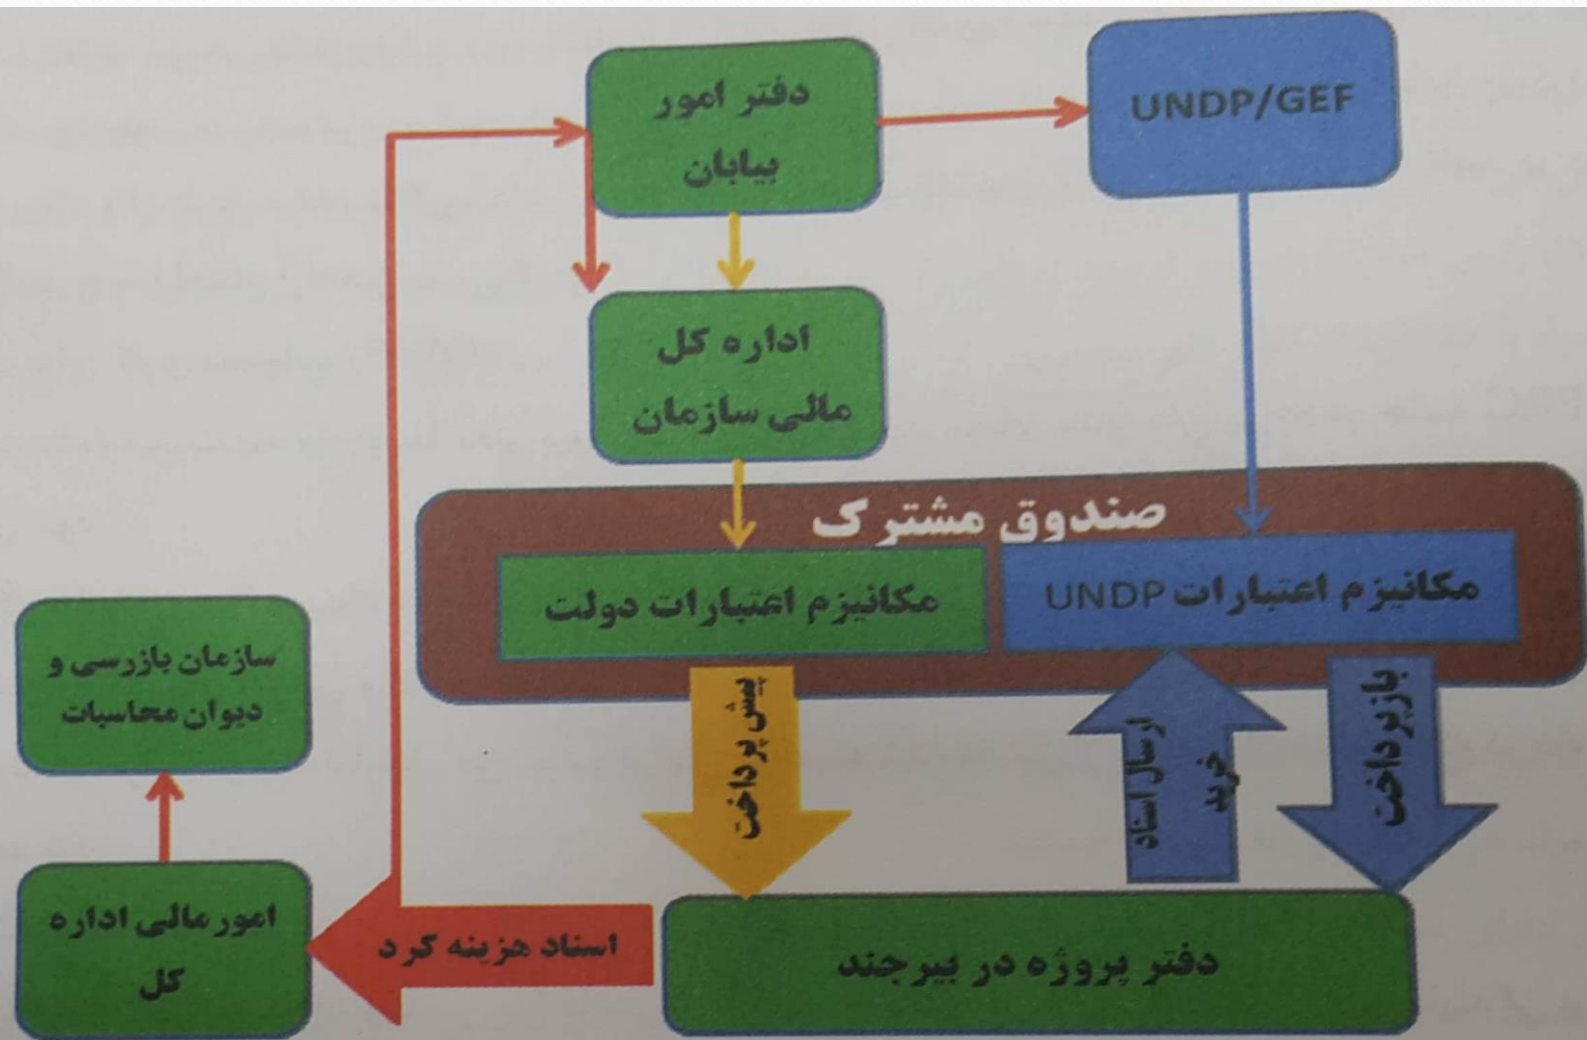 دفتر امور
بیابان
UNDP/GEF
اداره کل
مالی سازمان
صندوق مشترک
مکانیزم اعتبارات UNDP
مکانیزم اعتبارات دولت
سازمان بازرسی و
دیوان محاسبات
پیش پرداخت
ارسال اسناد
خرید
بازپرداخت
امور مالی اداره
کل
اسناد هزینه کرد
دفتر پروژه در بیرجند